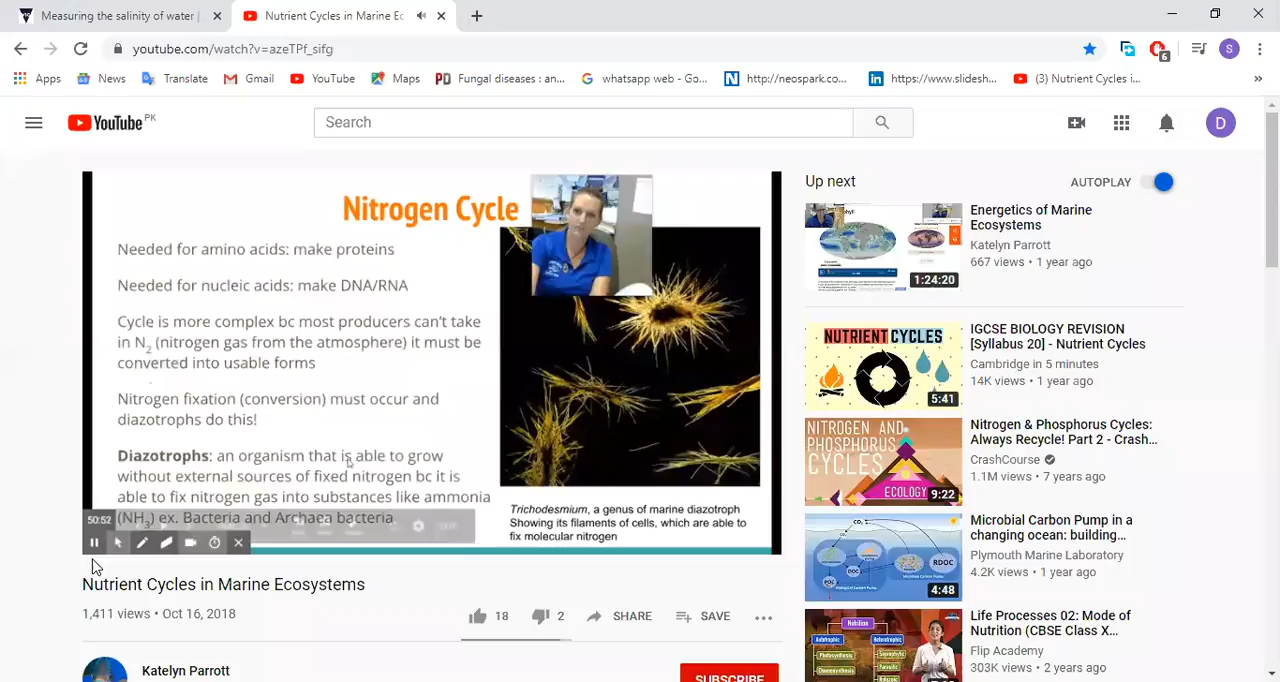 Measuring the salinity of water |
Nutrient Cycles in Marine Ec
youtube.com/watch?v=azeTPf_sifg
6
S
Apps
News
Translate
Gmail
YouTube
Maps
PD Fungal diseases : an...
whatsapp web - Go...
http://neospark.co...
https://www.slidesh...
(3) Nutrient Cycles i...
»
YouTube PK
Search
D
Nitrogen Cycle
Needed for amino acids: make proteins
Needed for nucleic acids: make DNA/RNA
Cycle is more complex bc most producers can't take
in N2 (nitrogen gas from the atmosphere) it must be
converted into usable forms
Nitrogen fixation (conversion) must occur and
diazotrophs do this!
Diazotrophs: an organism that is able to grow
without external sources of fixed nitrogen bc it is
able to fix nitrogen gas into substances like ammonia
(NH3) ex. Bacteria and Archaea bacteria
Trichodesmium, a genus of marine diazotroph
Showing its filaments of cells, which are able to
fix molecular nitrogen
50:52
Nutrient Cycles in Marine Ecosystems
1,411 views • Oct 16, 2018
18
2
SHARE
SAVE
SUBSCRIBE
Up next
AUTOPLAY
1:24:20
Energetics of Marine
Ecosystems
Katelyn Parrott
667 views • 1 year ago
NUTRIENT CYCLES
5:41
IGCSE BIOLOGY REVISION
[Syllabus 20] - Nutrient Cycles
Cambridge in 5 minutes
14K views • 1 year ago
NITROGEN AND
PHOSPHORUS
CYCLES
ECOLOGY
9:22
Nitrogen & Phosphorus Cycles:
Always Recycle! Part 2 - Crash...
CrashCourse
1.1M views • 7 years ago
CO2
DOC
RDOC
POC
4:48
Microbial Carbon Pump in a
changing ocean: building...
Plymouth Marine Laboratory
4.2K views • 1 year ago
Nutrition
Autotrophic
Heterotrophic
Life Processes 02: Mode of
Nutrition (CBSE Class X...
Flip Academy
303K views • 2 years ago